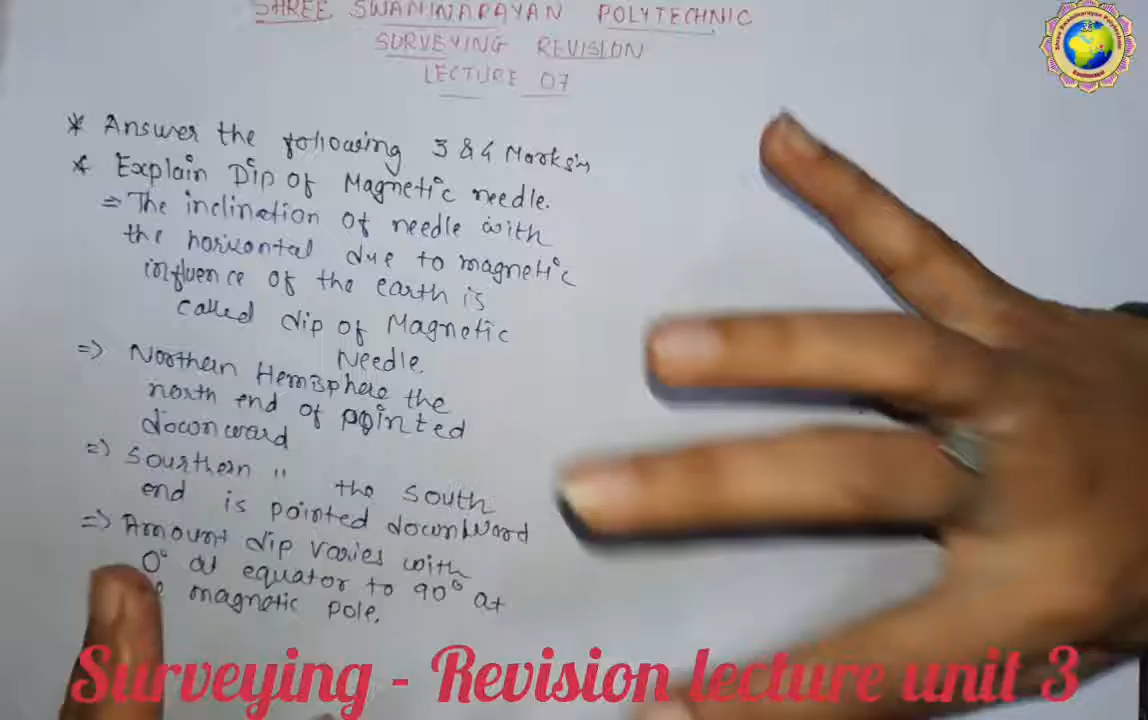 SHREE SWAMINARAYAN POLYTECHNIC
SURVEYING REVISION
LECTURE 07
* Answer the following 3 & 4 Marks
* Explain Dip of Magnetic needle.
⇒ The inclination of needle with
the horizontal due to magnetic
influence of the earth is
called dip of Magnetic
Needle.
⇒ Northern Hemisphere the
north end of pointed
downward
⇒ Sourthern " the south
end is pointed downword
⇒ Amount dip varies with
0° at equator to 90° at
magnetic pole.
Surveying - Revision lecture unit 3